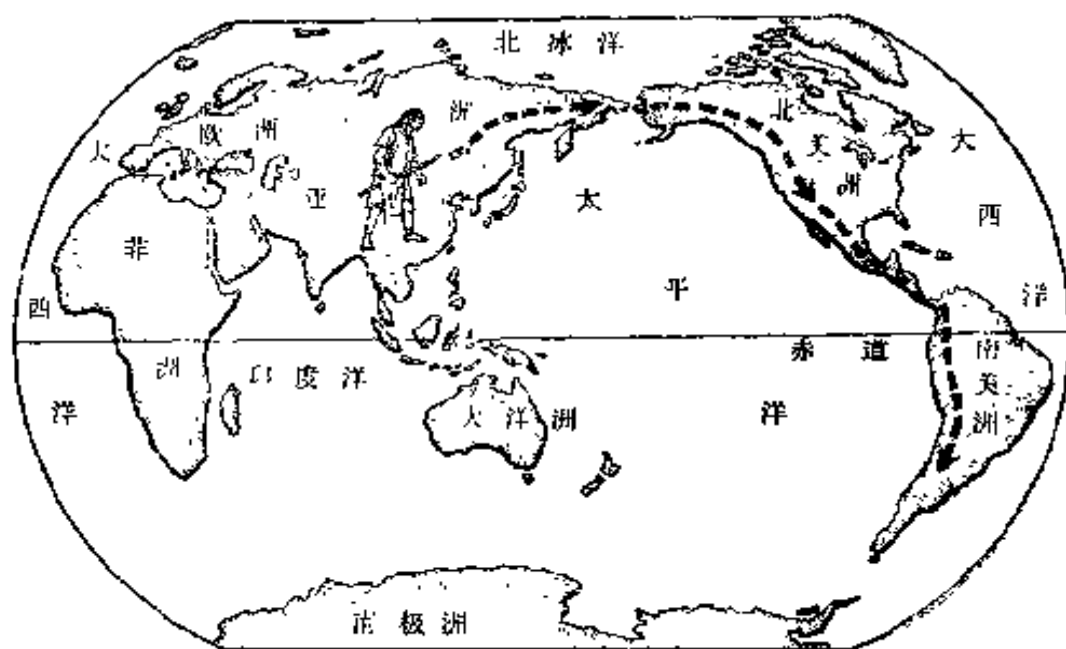 北冰洋
欧洲
亚
洲
非
洲
大
西
洋
印度洋
太
平
洋
赤道
大洋洲
北
美
洲
大
西
洋
南
美
洲
南极洲